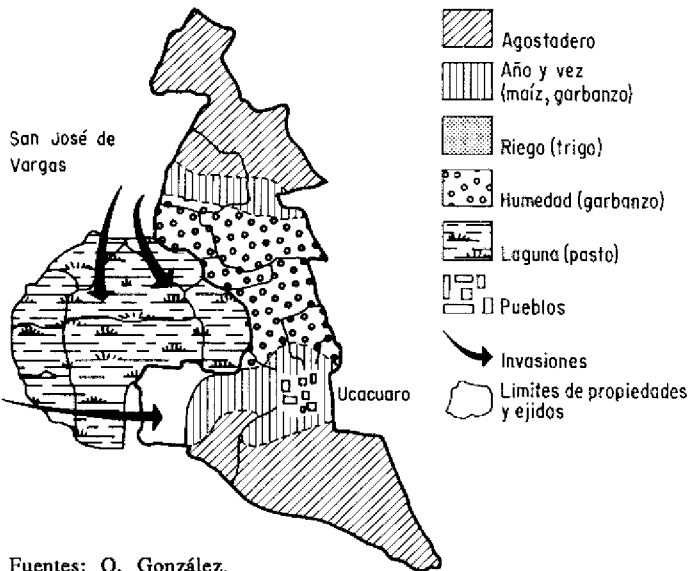 Agostadero
Año y vez
(maíz, garbanzo)
San José de
Vargas
Riego (trigo)
Humedad (garbanzo)
Laguna (pasto)
Pueblos
Invasiones
Ucacuaro
Limites de propiedades
y ejidos
Fuentes: O. González.